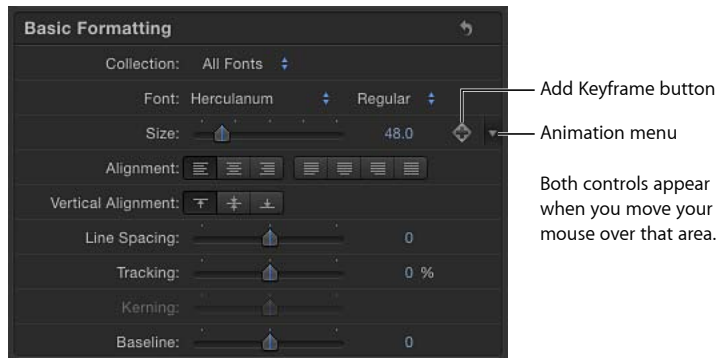 Basic Formatting
Collection: All Fonts
Font: Herculanum Regular
Size: 48.0
Alignment:
Vertical Alignment:
Line Spacing: 0
Tracking: 0 %
Kerning:
Baseline: 0
Add Keyframe button
Animation menu
Both controls appear
when you move your
mouse over that area.